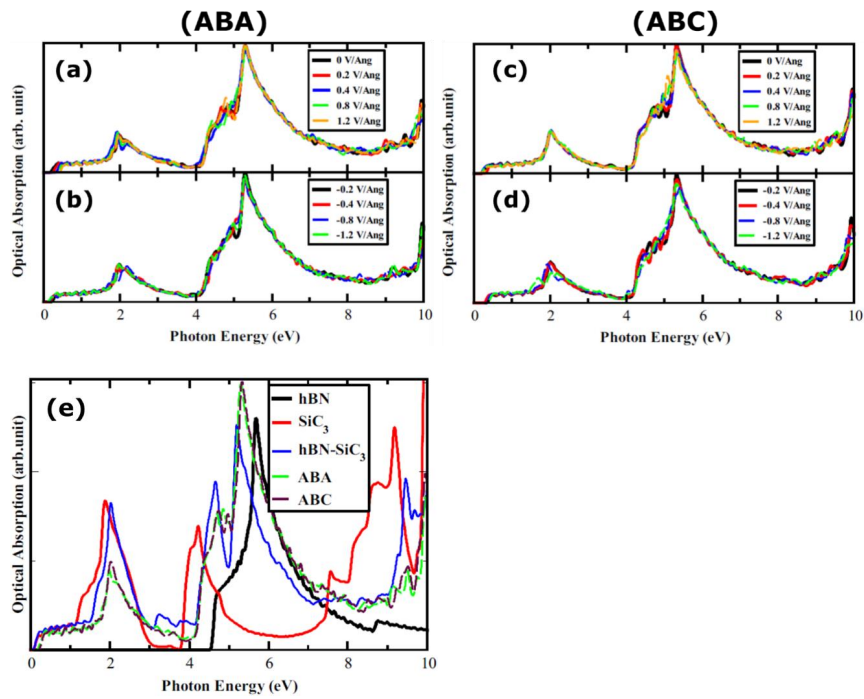 (ABA)
(ABC)
(a)
0 V/Ang
0.2 V/Ang
0.4 V/Ang
0.8 V/Ang
1.2 V/Ang
(b)
-0.2 V/Ang
-0.4 V/Ang
-0.8 V/Ang
-1.2 V/Ang
Optical Absorption (arb. unit)
0 2 4 6 8 10
Photon Energy (eV)
(c)
0 V/Ang
0.2 V/Ang
0.4 V/Ang
0.8 V/Ang
1.2 V/Ang
(d)
-0.2 V/Ang
-0.4 V/Ang
-0.8 V/Ang
-1.2 V/Ang
Optical Absorption (arb.unit)
0 2 4 6 8 10
Photon Energy (eV)
(e)
hBN
SiC₃
hBN-SiC₃
ABA
ABC
Optical Absorption (arb.unit)
0 2 4 6 8 10
Photon Energy (eV)